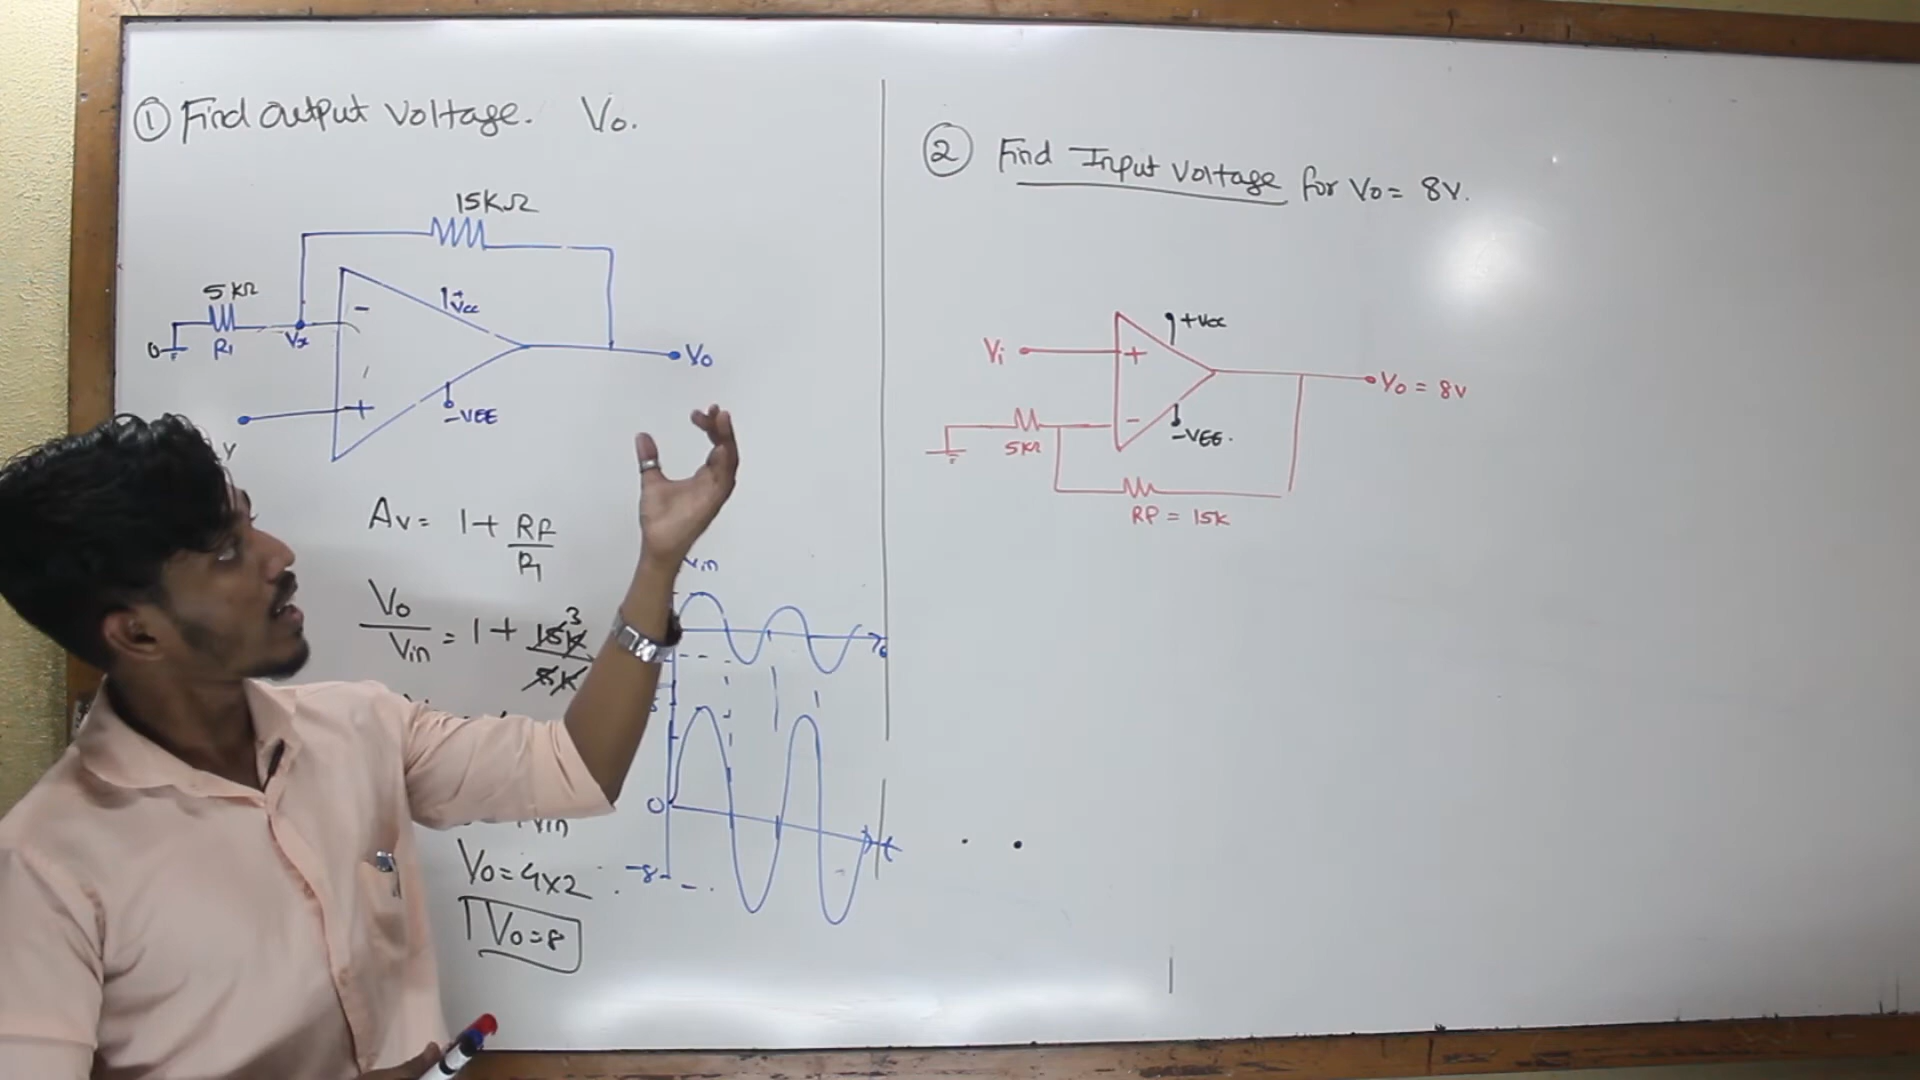 ① Find output voltage. Vo.
15KΩ
5KΩ
+Vcc
0
R1
Vx
Vo
-VEE
V
Av = 1 + RF
R1
Vo
Vin = 1 + 15K 3
5K
Vin
0
t
Vin
Vo = 4x2
-8
Vo = 8
② Find Input Voltage for Vo = 8V.
+Vcc
Vi
+
Vo = 8V
-
-VEE.
5KΩ
RF = 15K